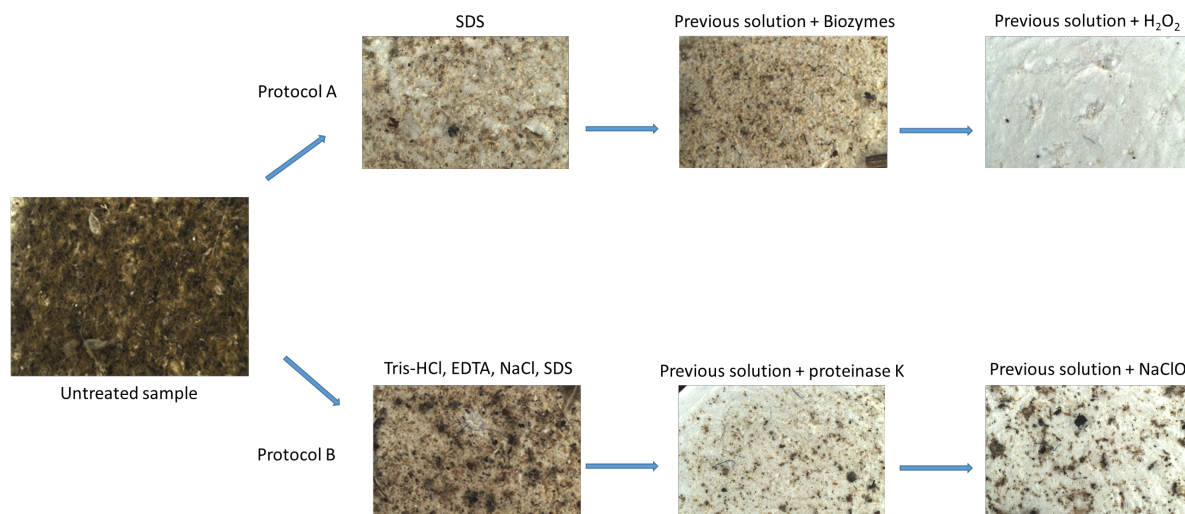 SDS
Previous solution + Biozymes
Previous solution + H₂O₂
Protocol A
Untreated sample
Tris-HCl, EDTA, NaCl, SDS
Previous solution + proteinase K
Previous solution + NaClO
Protocol B